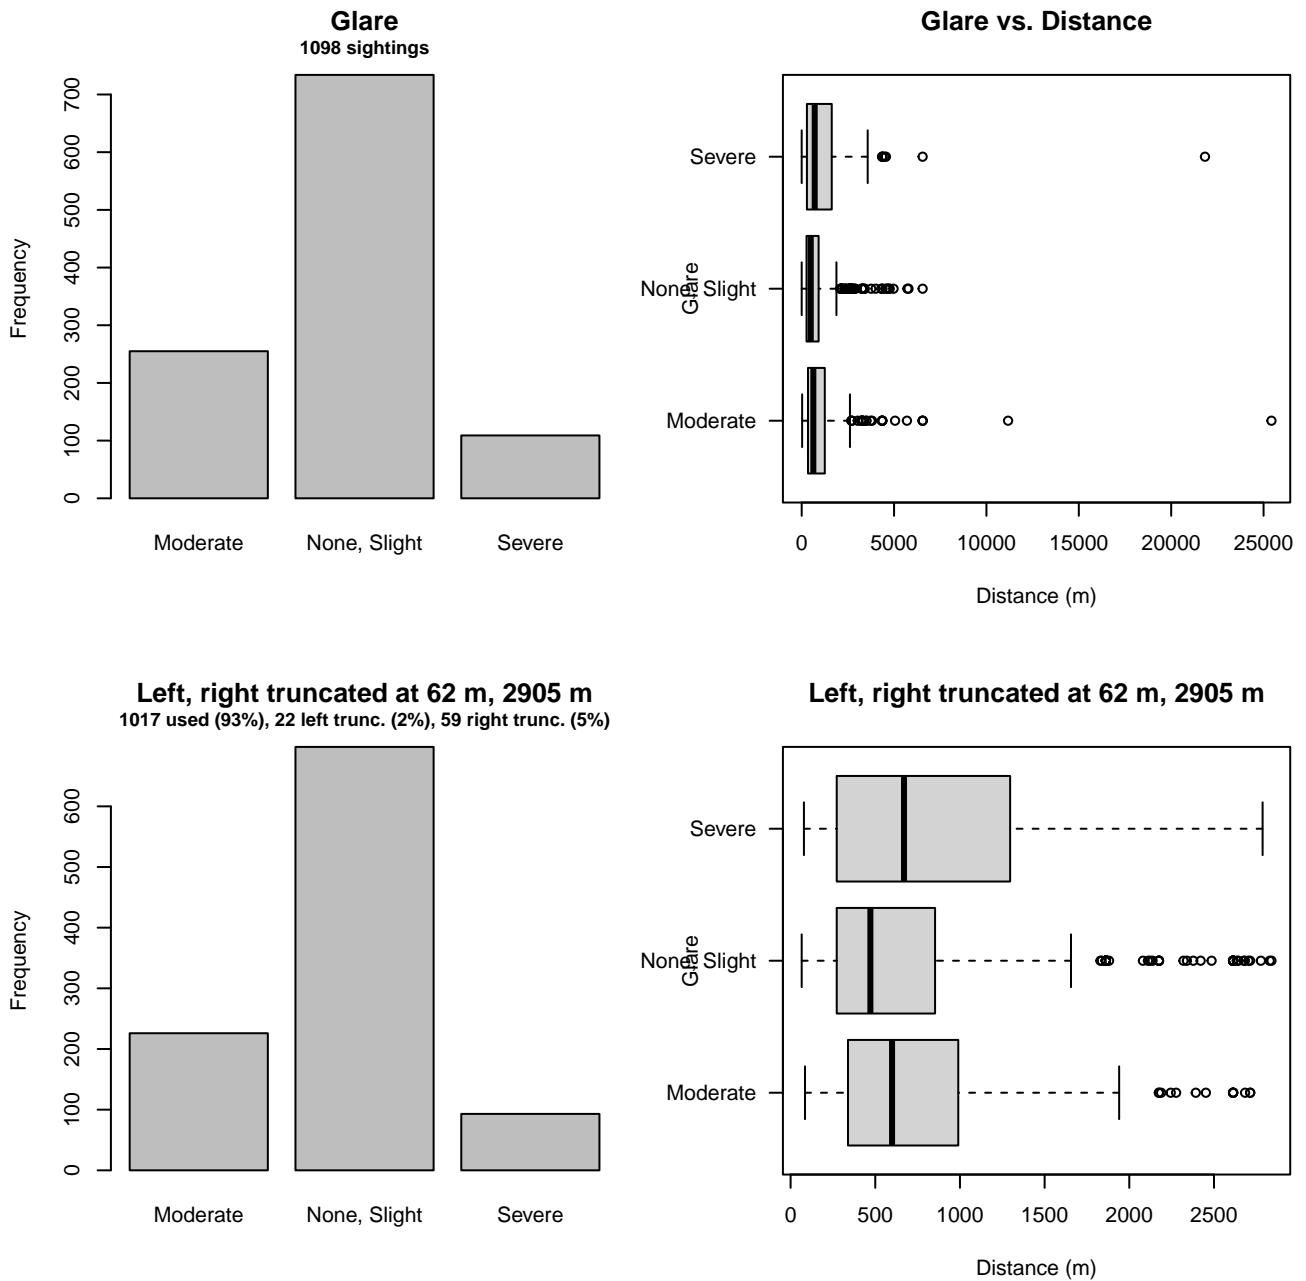 Glare
1098 sightings
Frequency
0
100
200
300
400
500
600
700
Moderate
None, Slight
Severe
Glare vs. Distance
Glare
Severe
None, Slight
Moderate
0
5000
10000
15000
20000
25000
Distance (m)
Left, right truncated at 62 m, 2905 m
1017 used (93%), 22 left trunc. (2%), 59 right trunc. (5%)
Frequency
0
100
200
300
400
500
600
Moderate
None, Slight
Severe
Left, right truncated at 62 m, 2905 m
Glare
Severe
None, Slight
Moderate
0
500
1000
1500
2000
2500
Distance (m)